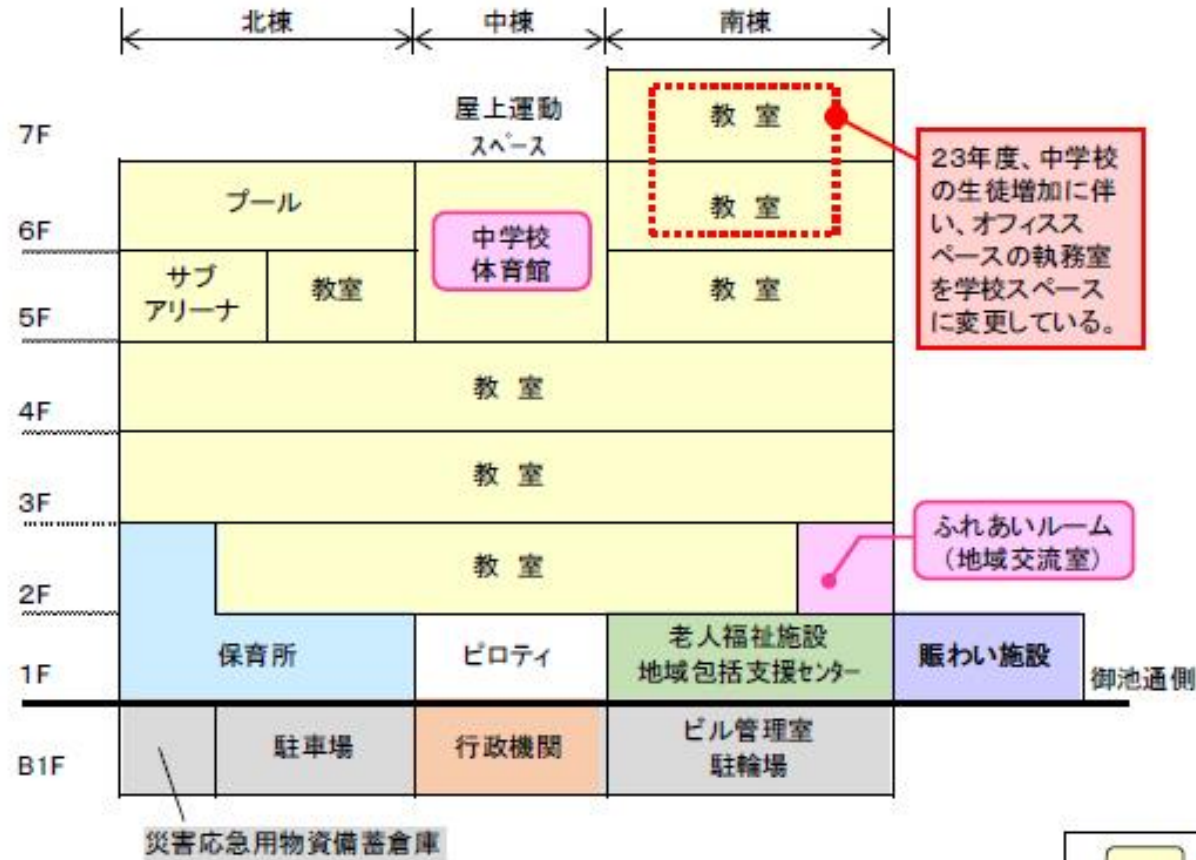 北棟
中棟
南棟
7F
屋上運動
スペース
教 室
23年度、中学校
の生徒増加に伴
い、オフィスス
ペースの執務室
を学校スペース
に変更している。
6F
プール
中学校
体育館
教 室
5F
サブ
アリーナ
教室
教 室
4F
教 室
3F
教 室
ふれあいルーム
(地域交流室)
2F
教 室
1F
保育所
ピロティ
老人福祉施設
地域包括支援センター
賑わい施設
御池通側
B1F
駐車場
行政機関
ビル管理室
駐輪場
災害応急用物資備蓄倉庫